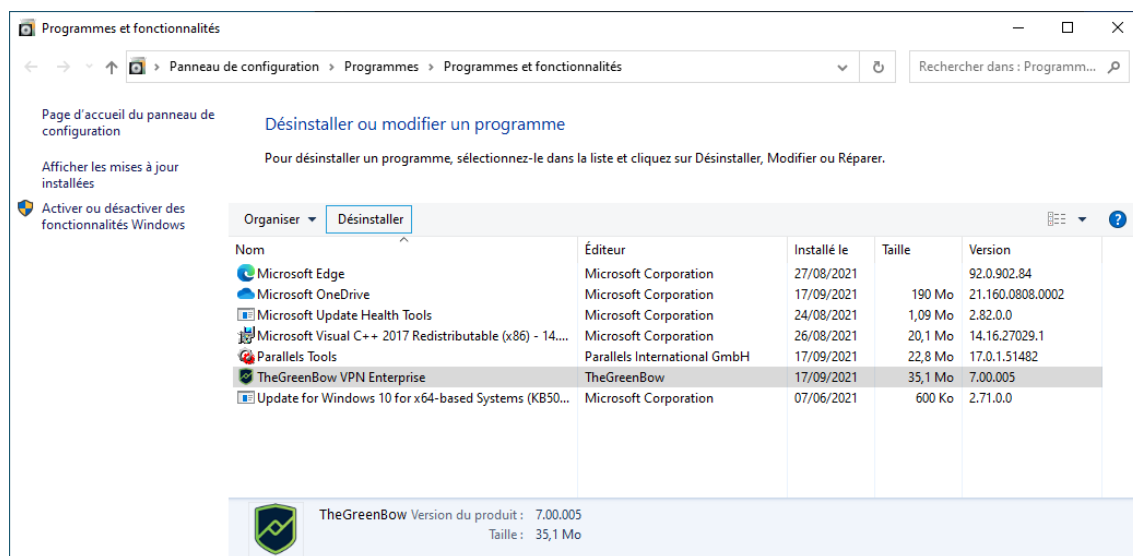 Programmes et fonctionnalités
Panneau de configuration > Programmes > Programmes et fonctionnalités
Rechercher dans : Programm...
Page d'accueil du panneau de
configuration
Afficher les mises à jour
installées
Activer ou désactiver des
fonctionnalités Windows
Désinstaller ou modifier un programme
Pour désinstaller un programme, sélectionnez-le dans la liste et cliquez sur Désinstaller, Modifier ou Réparer.
Organiser Désinstaller
Nom Éditeur Installé le Taille Version
Microsoft Edge Microsoft Corporation 27/08/2021 92.0.902.84
Microsoft OneDrive Microsoft Corporation 17/09/2021 190 Mo 21.160.0808.0002
Microsoft Update Health Tools Microsoft Corporation 24/08/2021 1,09 Mo 2.82.0.0
Microsoft Visual C++ 2017 Redistributable (x86) - 14.... Microsoft Corporation 26/08/2021 20,1 Mo 14.16.27029.1
Parallels Tools Parallels International GmbH 17/09/2021 22,8 Mo 17.0.1.51482
TheGreenBow VPN Enterprise TheGreenBow 17/09/2021 35,1 Mo 7.00.005
Update for Windows 10 for x64-based Systems (KB50... Microsoft Corporation 07/06/2021 600 Ko 2.71.0.0
TheGreenBow Version du produit : 7.00.005
Taille : 35,1 Mo